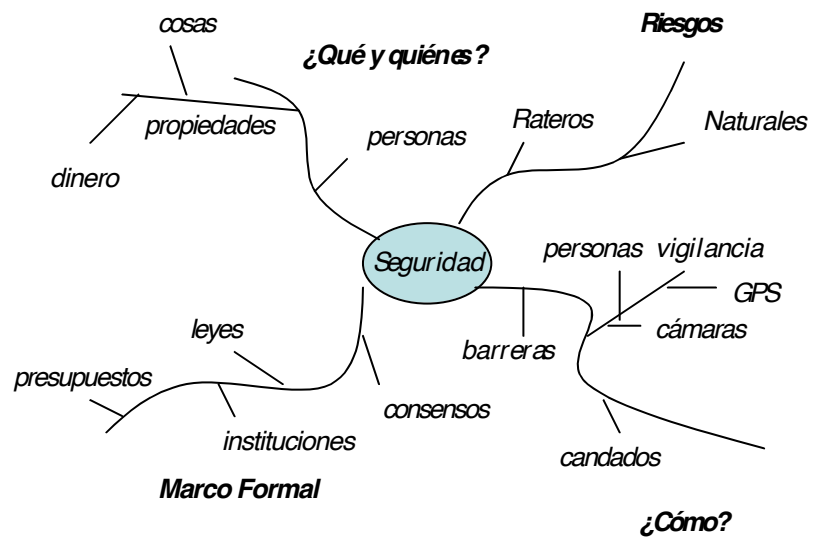 cosas
Riesgos
¿Qué y quiénes?
Rateros
Naturales
propiedades
personas
dinero
Seguridad
personas
vigilancia
GPS
cámaras
barreras
leyes
presupuestos
consensos
instituciones
candados
Marco Formal
¿Cómo?